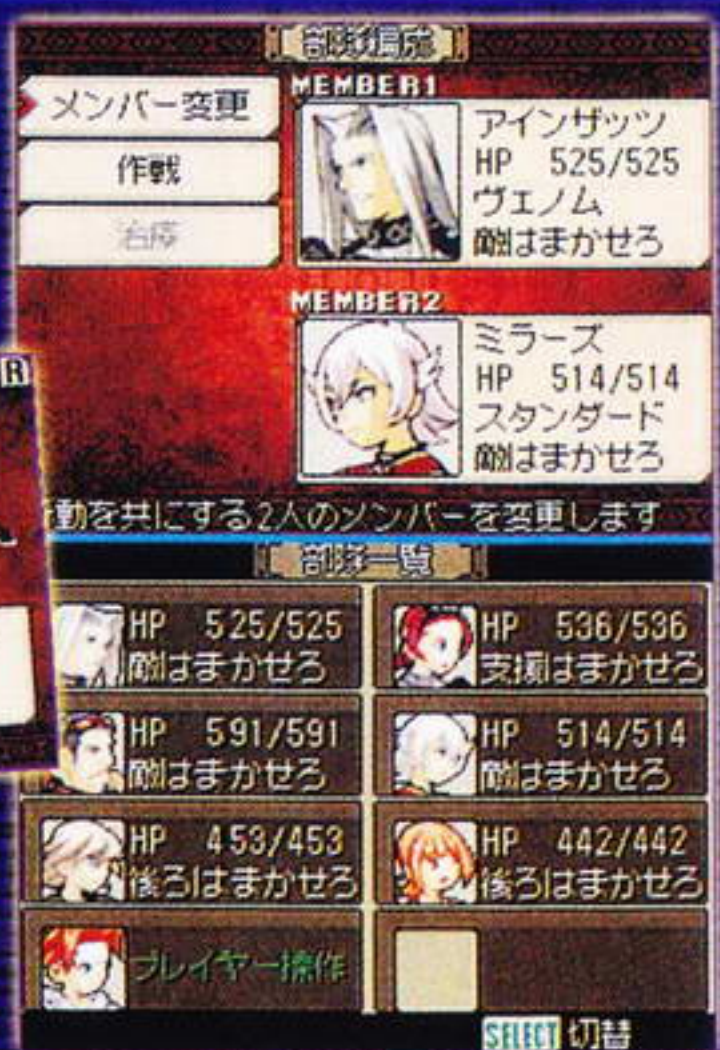 部隊編成
メンバー変更
作戦
治療
MEMBER1
アインザッツ
HP 525/525
ヴェノム
敵はまかせろ
MEMBER2
ミラーズ
HP 514/514
スタンダード
敵はまかせろ
R
動を共にする2人のメンバーを変更します
部隊一覧
HP 525/525
敵はまかせろ
HP 536/536
支援はまかせろ
HP 591/591
敵はまかせろ
HP 514/514
敵はまかせろ
HP 453/453
後ろはまかせろ
HP 442/442
後ろはまかせろ
プレイヤー操作
SELECT 切替